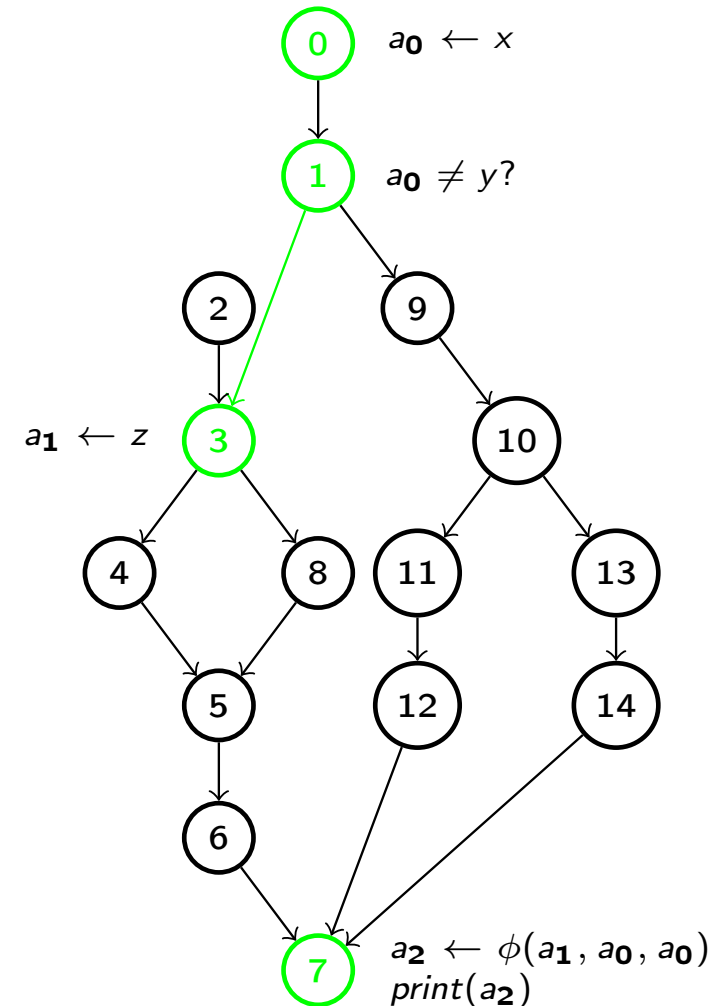 0 a₀ ← x
1 a₀ ≠ y?
2 9
a₁ ← z 3 10
4 8 11 13
5 12 14
6
7 a₂ ← ϕ(a₁, a₀, a₀)
print(a₂)